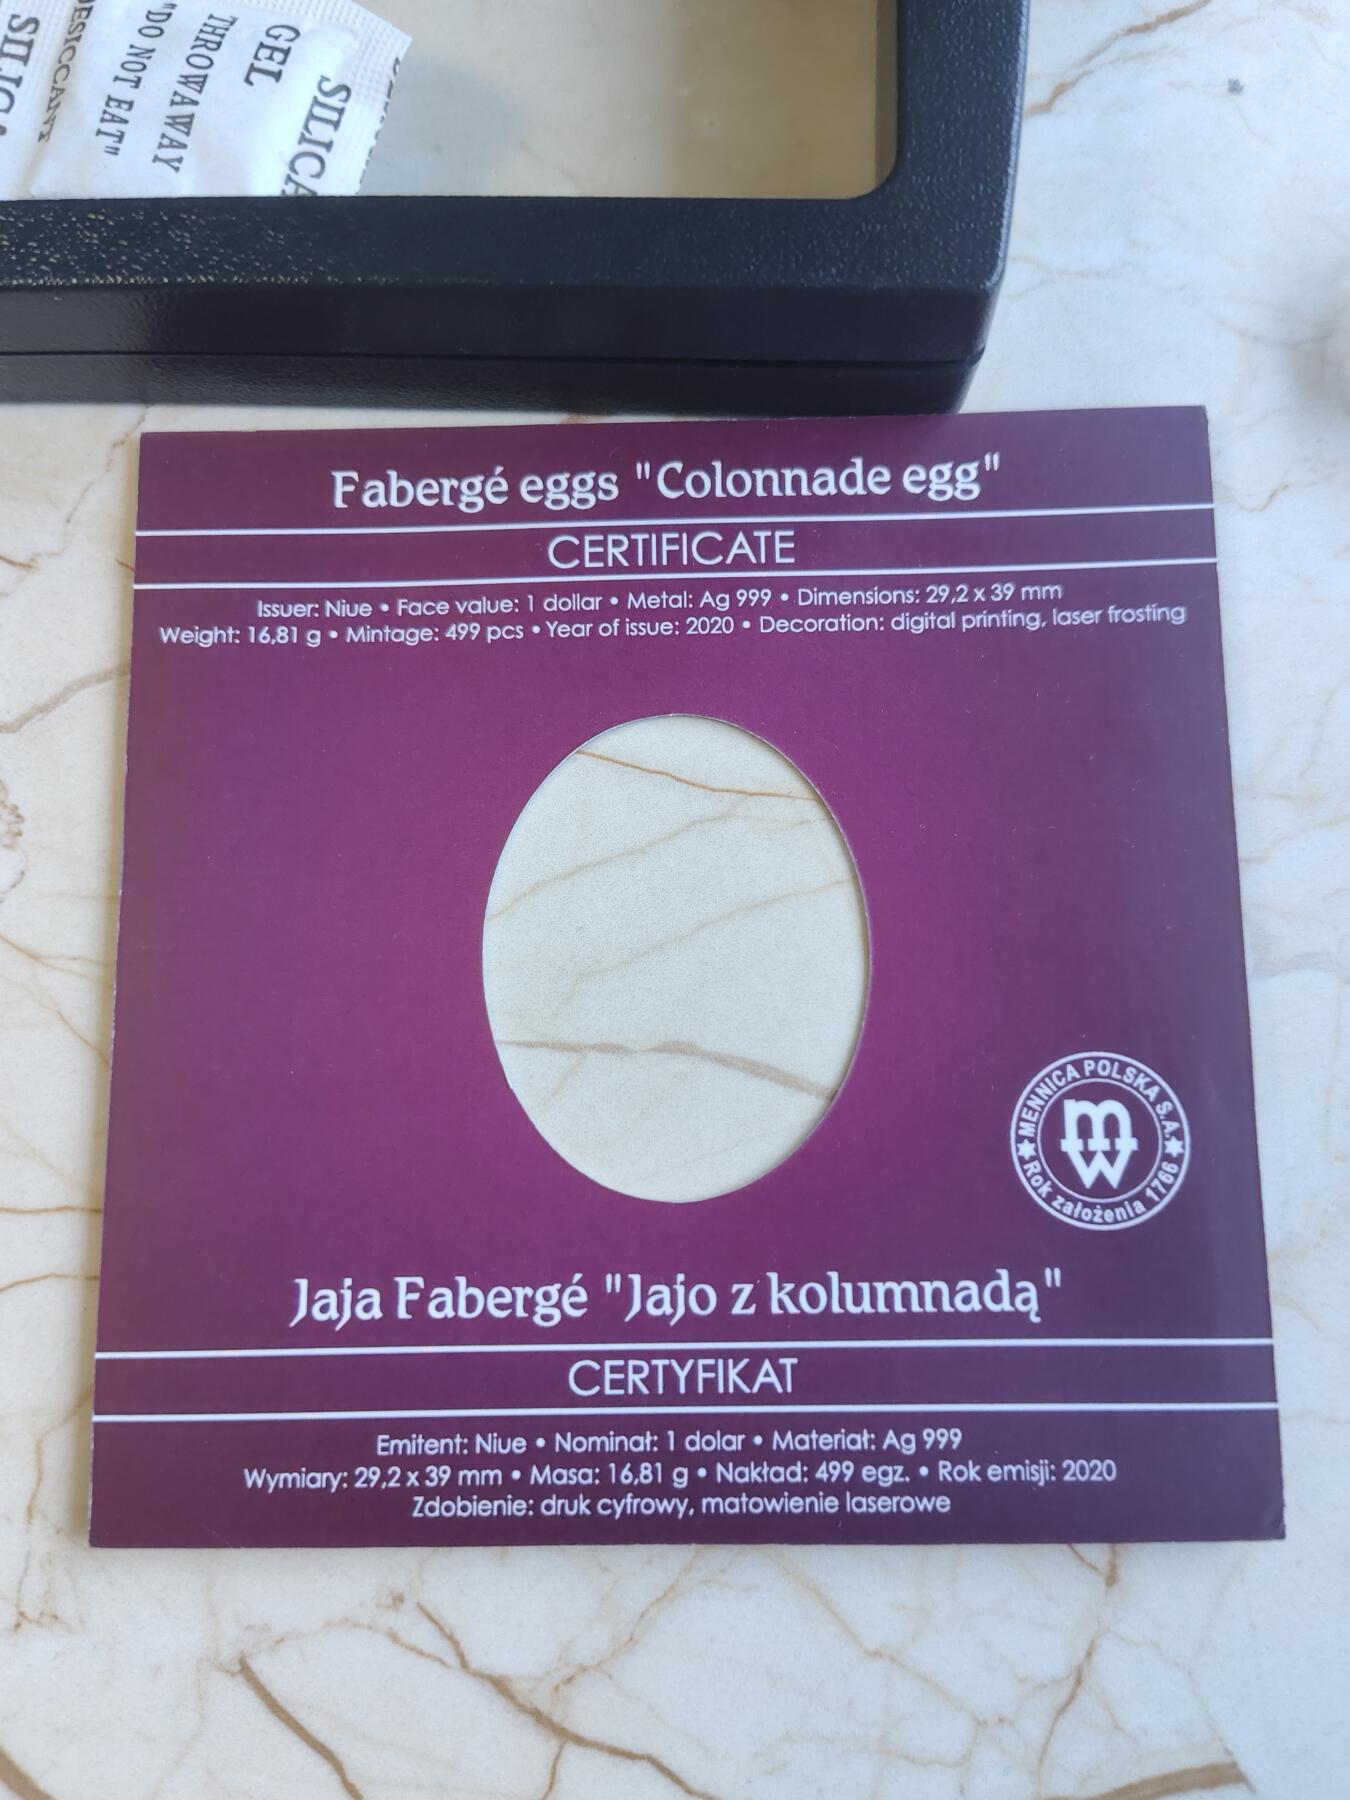 SILICA
GEL
THROWAWAY
"DO NOT EAT"
DESICCANT
SILICA
Fabergé eggs "Colonnade egg"
CERTIFICATE
Issuer: Niue • Face value: 1 dollar • Metal: Ag 999 • Dimensions: 29,2 x 39 mm
Weight: 16,81 g • Mintage: 499 pcs • Year of issue: 2020 • Decoration: digital printing, laser frosting
MENNICA POLSKA S.A.
mw
Rok założenia 1766
Jaja Fabergé "Jajo z kolumnadą"
CERTYFIKAT
Emitent: Niue • Nominał: 1 dolar • Materiał: Ag 999
Wymiary: 29,2 x 39 mm • Masa: 16,81 g • Nakład: 499 egz. • Rok emisji: 2020
Zdobienie: druk cyfrowy, matowienie laserowe